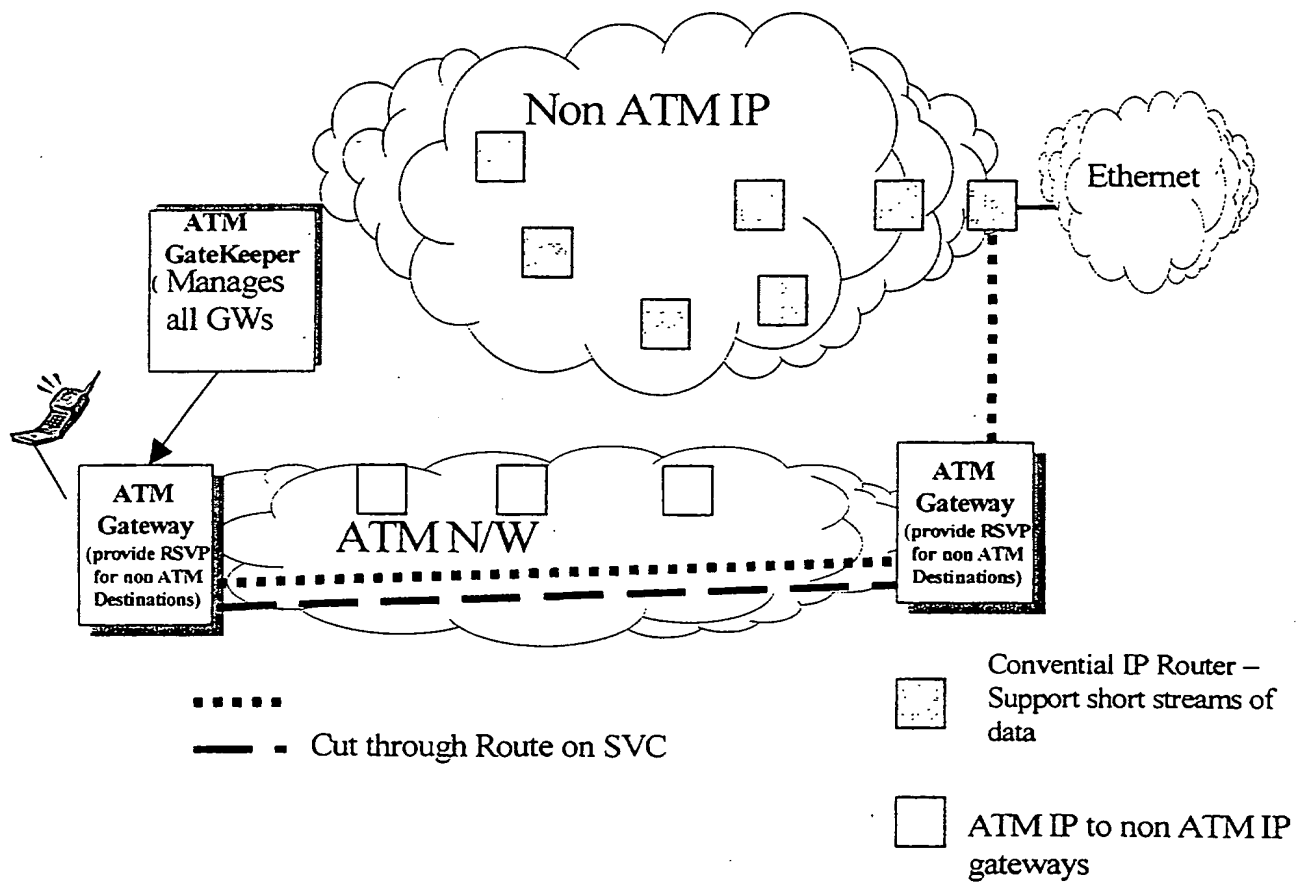 Non ATM IP
Ethernet
ATM
GateKeeper
( Manages
all GWs
ATM
Gateway
(provide RSVP
for non ATM
Destinations)
ATM N/W
ATM
Gateway
(provide RSVP
for non ATM
Destinations)
Cut through Route on SVC
Convential IP Router –
Support short streams of
data
ATM IP to non ATM IP
gateways